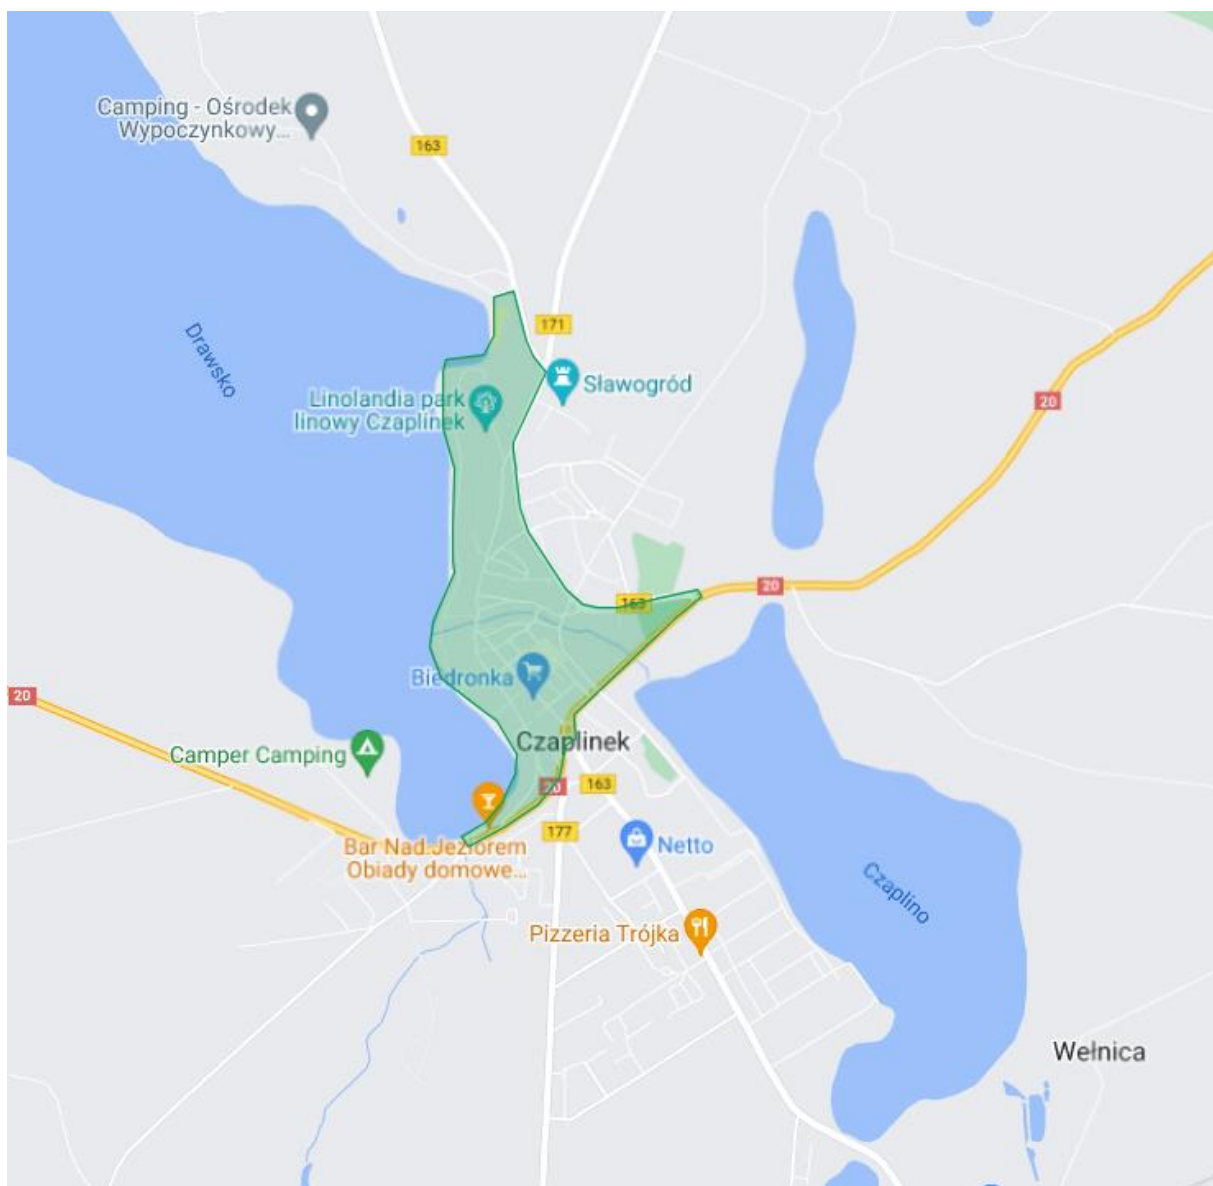 Camping - Ośrodek
Wypoczynkowy...
163
Drawsko
171
Sławogród
Linolandia park
linowy Czaplinek
20
163
20
Biedronka
20
Czaplinek
Camper Camping
20
163
177
Bar Nad Jeziorem
Obiady domowe...
Netto
Czaplino
Pizzeria Trójka
Wełnica